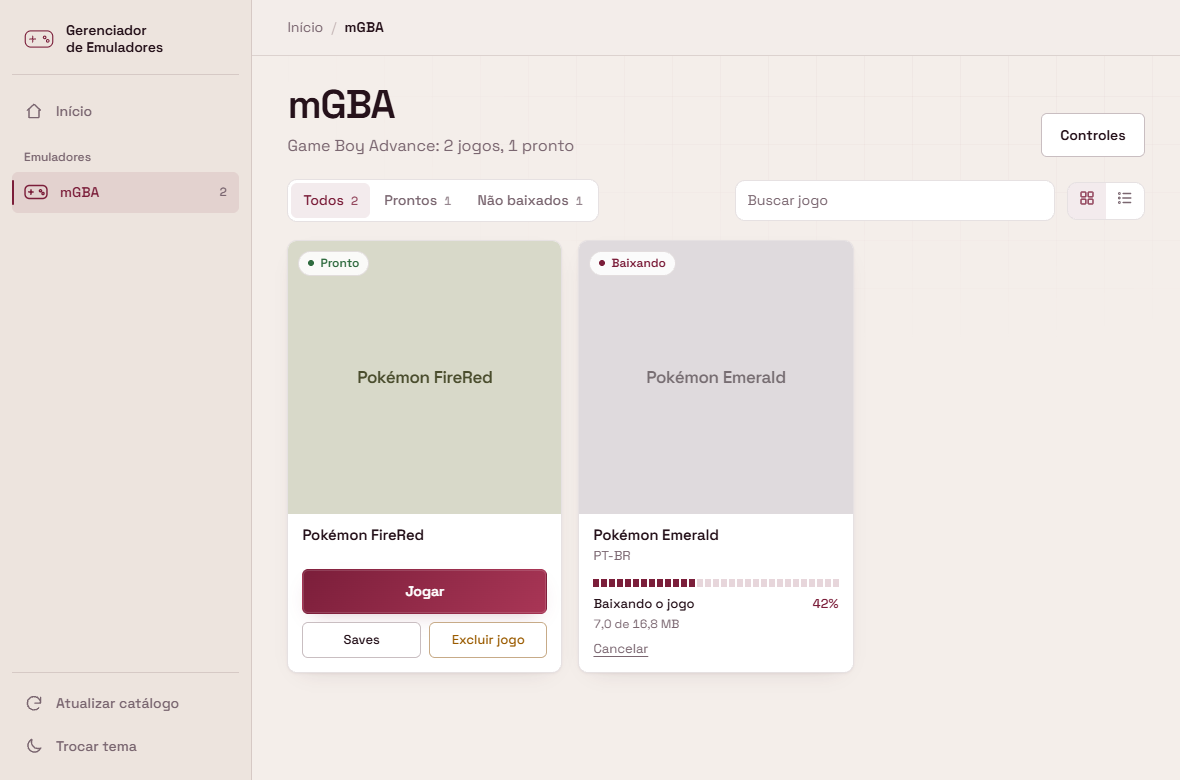 Gerenciador
de Emuladores
Início
Emuladores
mGBA 2
Atualizar catálogo
Trocar tema
Início / mGBA
mGBA
Game Boy Advance: 2 jogos, 1 pronto
Controles
Todos 2 Prontos 1 Não baixados 1
Buscar jogo
Pronto
Pokémon FireRed
Pokémon FireRed
Jogar
Saves Excluir jogo
Baixando
Pokémon Emerald
Pokémon Emerald
PT-BR
Baixando o jogo 42%
7,0 de 16,8 MB
Cancelar